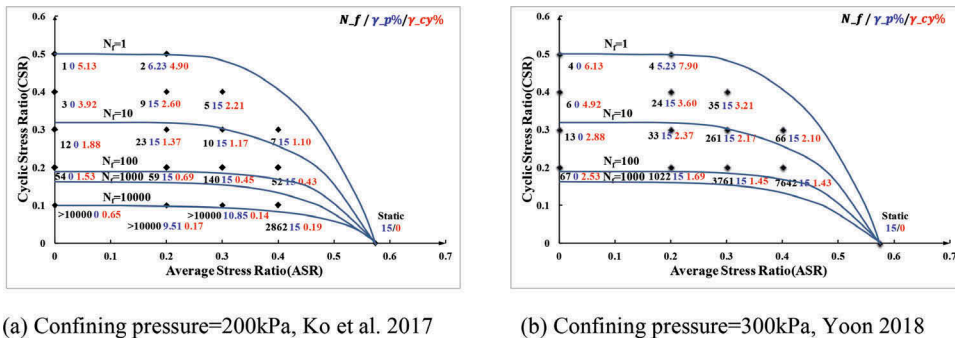 N_f / γ_p%/γ_cy%
Cyclic Stress Ratio(CSR)
0.6
0.5
0.4
0.3
0.2
0.1
0
N_f=1
1 0 5.13
2 6.23 4.90
3 0 3.92
9 15 2.60
5 15 2.21
N_f=10
12 0 1.88
23 15 1.37
10 15 1.17
7 15 1.10
N_f=100
54 0 1.53
N_f=1000
59 15 0.69
140 15 0.45
52 15 0.43
N_f=10000
>10000 0 0.65
>10000 9.51 0.17
>10000 10.85 0.14
2862 15 0.19
Static
15/0
0 0.1 0.2 0.3 0.4 0.5 0.6 0.7
Average Stress Ratio(ASR)
(a) Confining pressure=200kPa, Ko et al. 2017
N_f / γ_p%/γ_cy%
Cyclic Stress Ratio(CSR)
0.6
0.5
0.4
0.3
0.2
0.1
0
N_f=1
4 0 6.13
4 5.23 7.90
6 0 4.92
24 15 3.60
35 15 3.21
N_f=10
13 0 2.88
33 15 2.37
261 15 2.17
66 15 2.10
N_f=100
67 0 2.53
N_f=1000
1022 15 1.69
3761 15 1.45
7642 15 1.43
Static
15/0
0 0.1 0.2 0.3 0.4 0.5 0.6 0.7
Average Stress Ratio(ASR)
(b) Confining pressure=300kPa, Yoon 2018